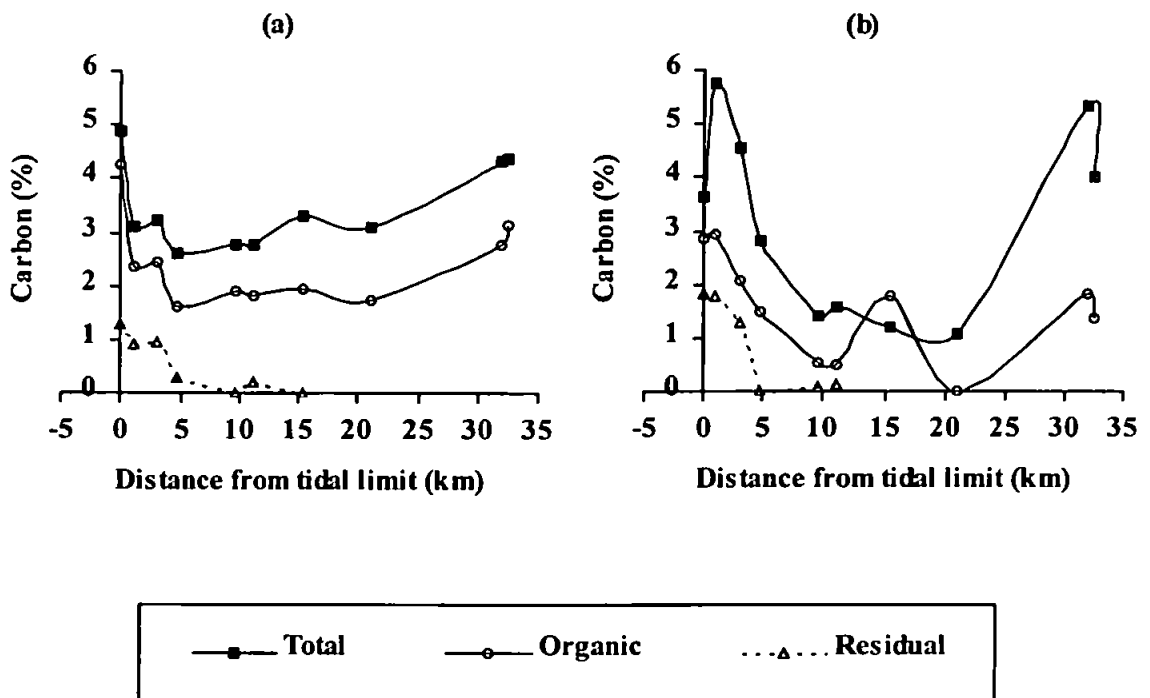 (a)
6
5
4
3
2
1
0
Carbon (%)
-5 0 5 10 15 20 25 30 35
Distance from tidal limit (km)
(b)
6
5
4
3
2
1
0
Carbon (%)
-5 0 5 10 15 20 25 30 35
Distance from tidal limit (km)
Total Organic Residual